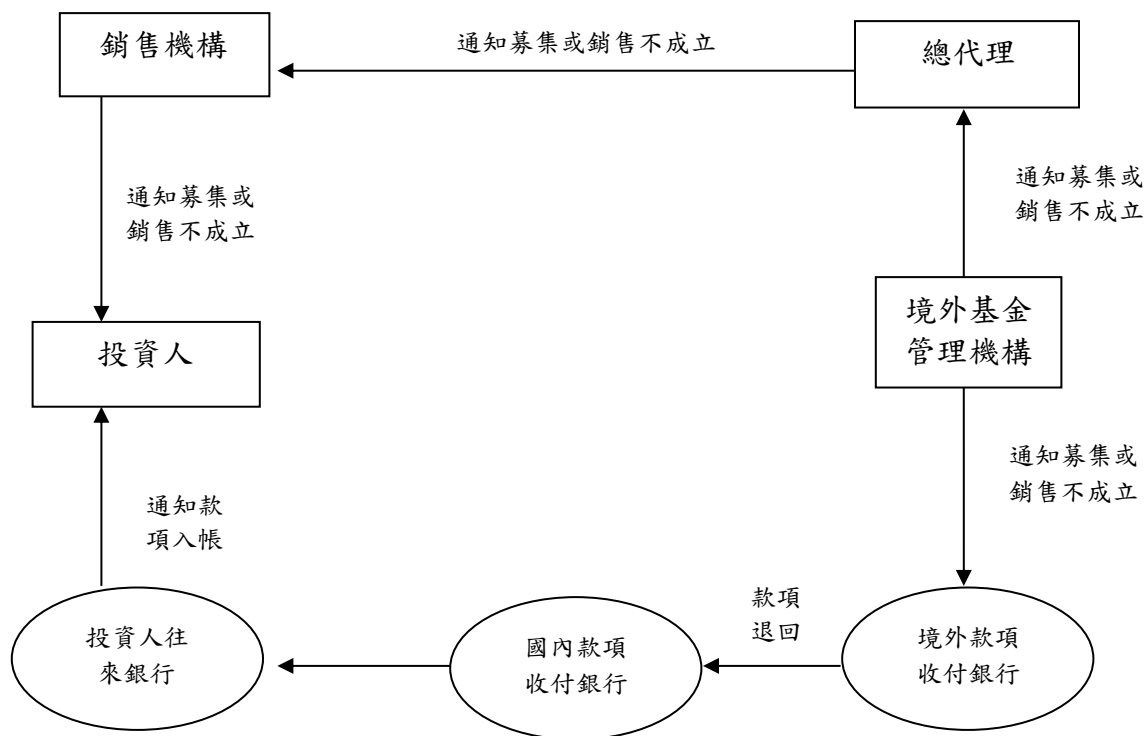 銷售機構
通知募集或銷售不成立
總代理
通知募集或
銷售不成立
通知募集或
銷售不成立
投資人
境外基金
管理機構
通知募集或
銷售不成立
通知款
項入帳
款項
退回
投資人往
來銀行
國內款項
收付銀行
境外款項
收付銀行